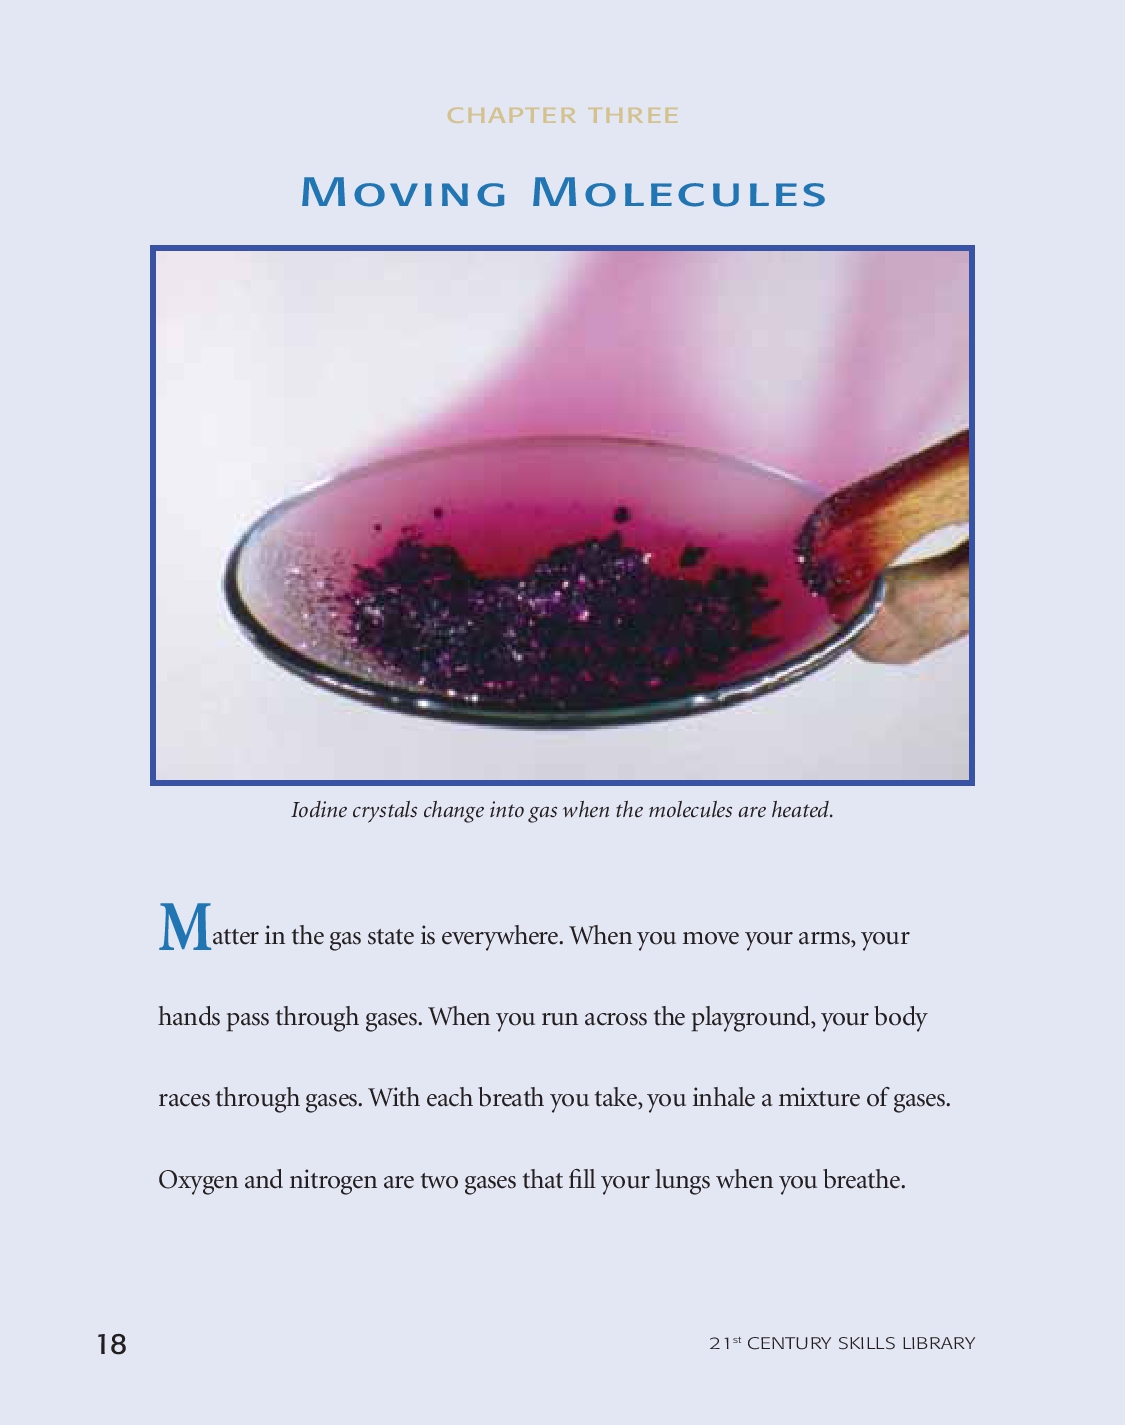 CHAPTER THREE
MOVING MOLECULES
Iodine crystals change into gas when the molecules are heated.
Matter in the gas state is everywhere. When you move your arms, your
hands pass through gases. When you run across the playground, your body
races through gases. With each breath you take, you inhale a mixture of gases.
Oxygen and nitrogen are two gases that fill your lungs when you breathe.
18
21st CENTURY SKILLS LIBRARY